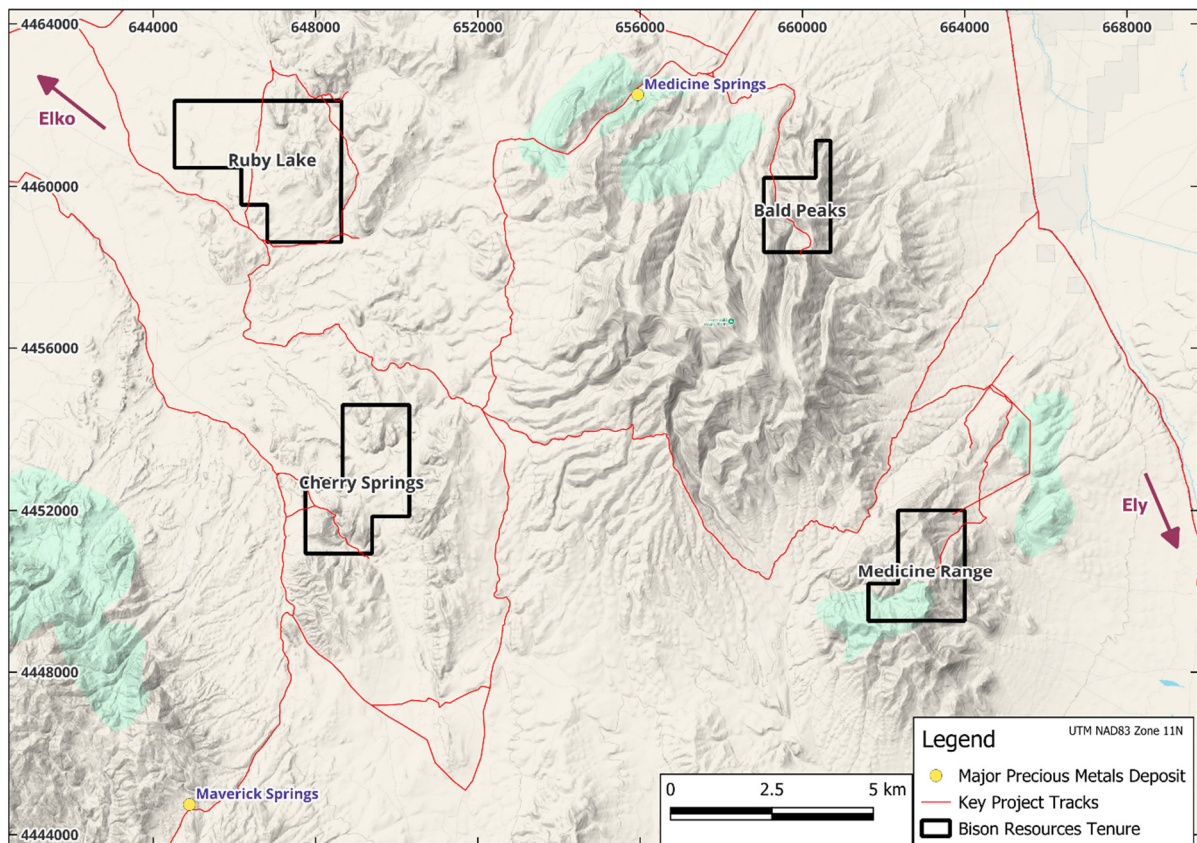 644000 648000 652000 656000 660000 664000 668000
4464000
Medicine Springs
Elko
Ruby Lake
4460000
Bald Peaks
4456000
Cherry Springs
4452000
Ely
Medicine Range
4448000
Maverick Springs
4444000
0 2.5 5 km
Legend
UTM NAD83 Zone 11N
Major Precious Metals Deposit
Key Project Tracks
Bison Resources Tenure